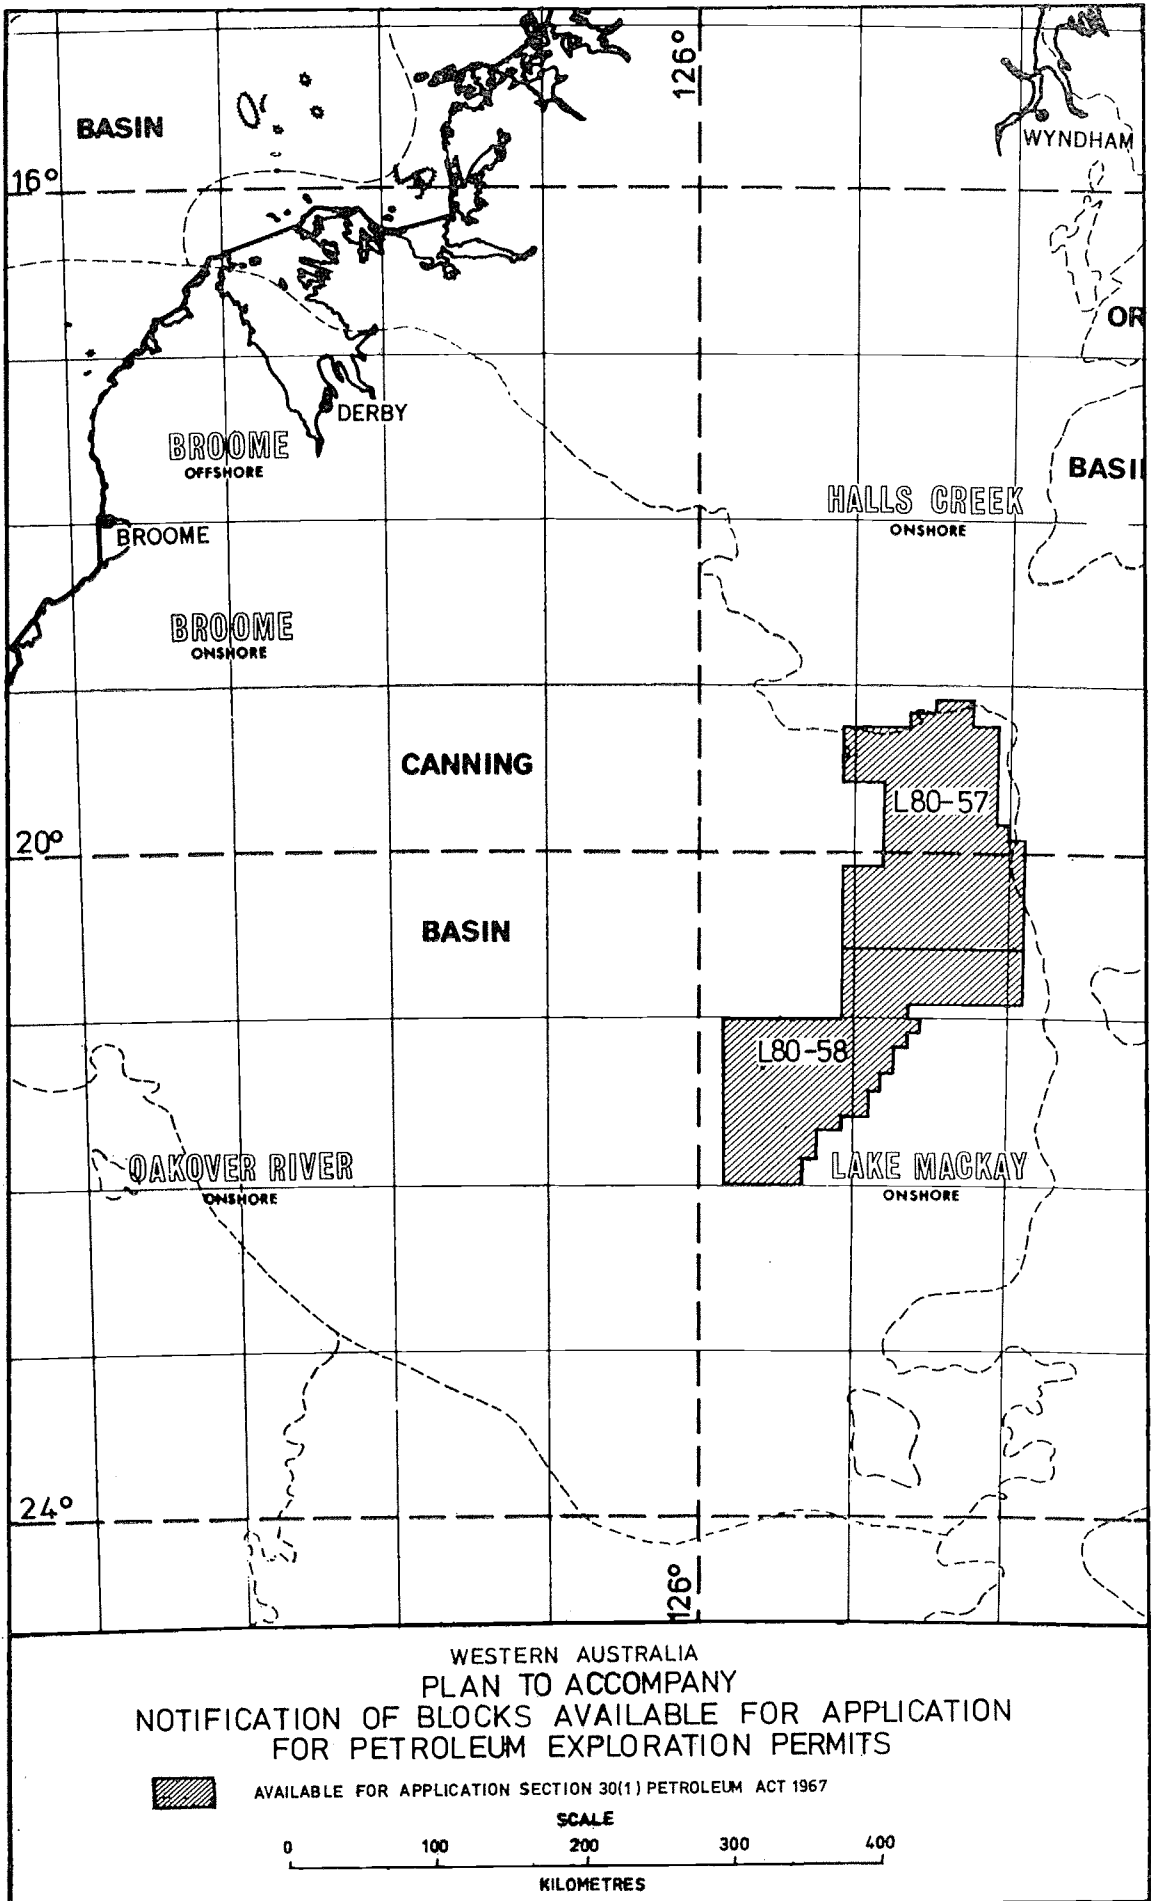 126°
BASIN
WYNDHAM
16°
OR
DERBY
BROOME
OFFSHORE
BASI
HALLS CREEK
ONSHORE
BROOME
BROOME
ONSHORE
CANNING
L80-57
20°
BASIN
L80-58
OAKOVER RIVER
ONSHORE
LAKE MACKAY
ONSHORE
24°
126°
WESTERN AUSTRALIA
PLAN TO ACCOMPANY
NOTIFICATION OF BLOCKS AVAILABLE FOR APPLICATION
FOR PETROLEUM EXPLORATION PERMITS
AVAILABLE FOR APPLICATION SECTION 30(1) PETROLEUM ACT 1967
SCALE
0 100 200 300 400
KILOMETRES